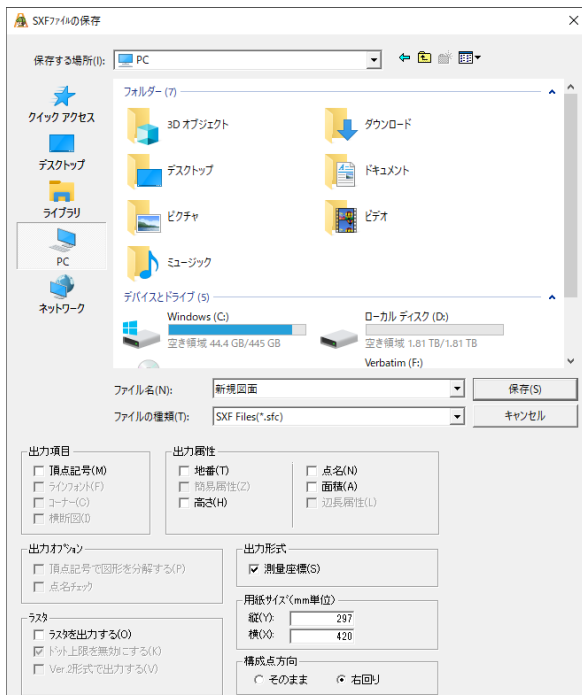 SXFファイルの保存
保存する場所(I):
PC
クイック アクセス
デスクトップ
ライブラリ
PC
ネットワーク
フォルダー (7)
3D オブジェクト
ダウンロード
デスクトップ
ドキュメント
ピクチャ
ビデオ
ミュージック
デバイスとドライブ (5)
Windows (C:)
空き領域 44.4 GB/445 GB
ローカル ディスク (D:)
空き領域 1.81 TB/1.81 TB
Verbatim (F:)
ファイル名(N):
新規図面
保存(S)
ファイルの種類(T):
SXF Files(*.sfc)
キャンセル
出力項目
頂点記号(M)
ラインフォント(F)
コーナー(C)
横断図(I)
出力属性
地番(T)
簡易属性(Z)
高さ(H)
点名(N)
面積(A)
辺長属性(L)
出力オプション
頂点記号で図形を分解する(P)
点名チェック
出力形式
測量座標(S)
用紙サイズ(mm単位)
縦(Y):
297
横(X):
420
ラスタ
ラスタを出力する(O)
ドット上限を無効にする(K)
Ver.2形式で出力する(V)
構成点方向
そのまま
右回り